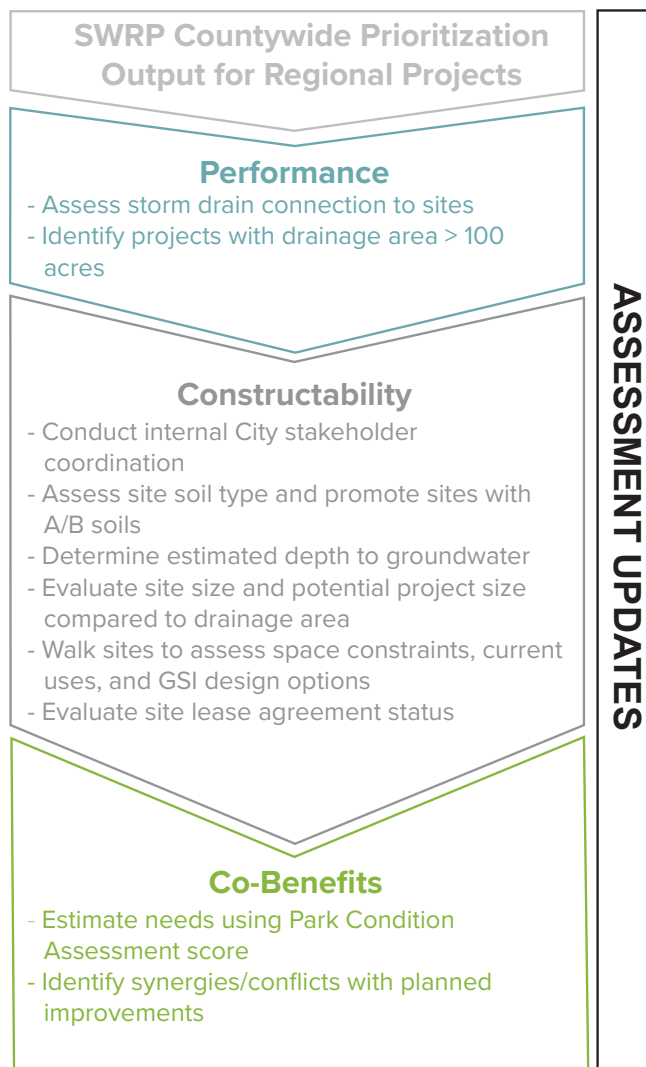 SWRP Countywide Prioritization
Output for Regional Projects
Performance
- Assess storm drain connection to sites
- Identify projects with drainage area > 100
acres
Constructability
- Conduct internal City stakeholder
coordination
- Assess site soil type and promote sites with
A/B soils
- Determine estimated depth to groundwater
- Evaluate site size and potential project size
compared to drainage area
- Walk sites to assess space constraints, current
uses, and GSI design options
- Evaluate site lease agreement status
Co-Benefits
- Estimate needs using Park Condition
Assessment score
- Identify synergies/conflicts with planned
improvements
ASSESSMENT UPDATES